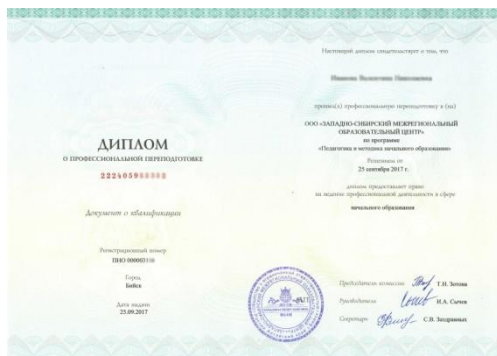 ДИПЛОМ
О ПРОФЕССИОНАЛЬНОЙ ПЕРЕПОДГОТОВКЕ
222405900000
Документ о квалификации
Регистрационный номер
Город
Бийск
Дата выдачи
25.09.2017
Настоящий диплом свидетельствует о том, что
прошел(а) профессиональную переподготовку в (на)
ООО «ЗАПАДНО-СИБИРСКИЙ МЕЖРЕГИОНАЛЬНЫЙ
ОБРАЗОВАТЕЛЬНЫЙ ЦЕНТР»
по программе
«Педагогика и методика начального образования»
Решением от
25 сентября 2017 г.
диплом предоставляет право
на ведение профессиональной деятельности в сфере
начального образования
Председатель комиссии Т.Н. Зотова
Руководитель Н.А. Сычев
Секретарь С.В.